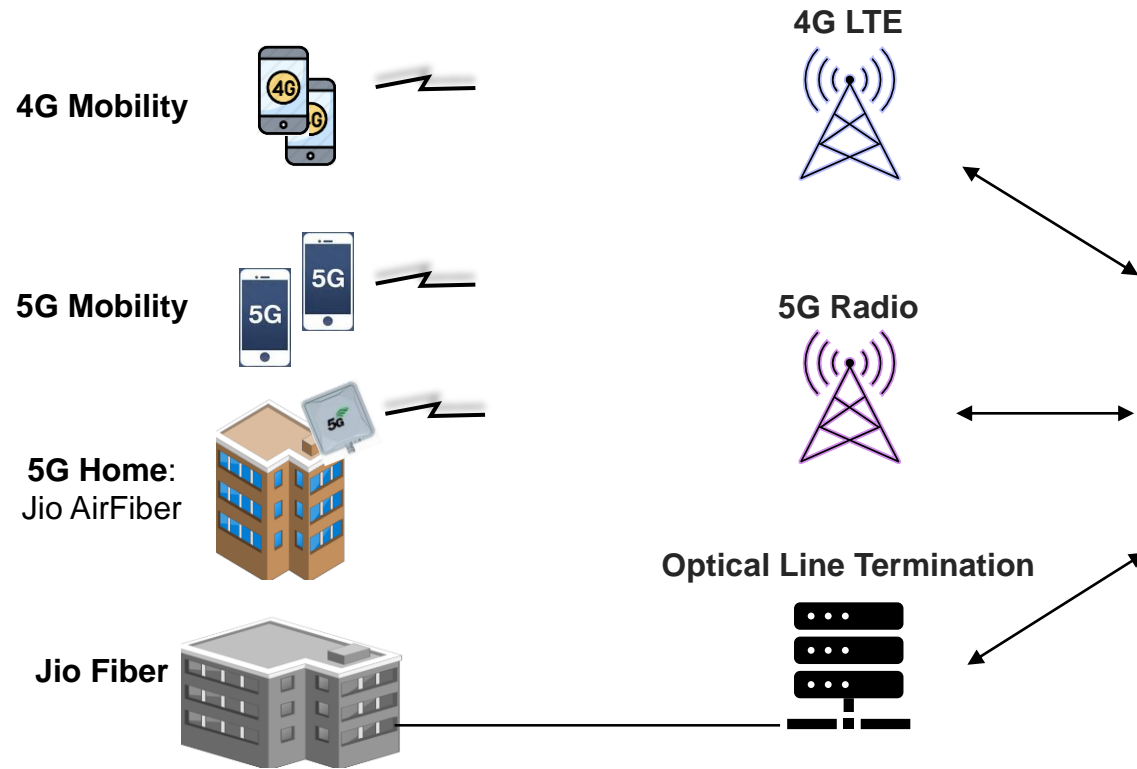 4G LTE
4G Mobility
4G
G
5G Mobility
5G
5G
5G Radio
5G
5G Home:
Jio AirFiber
Optical Line Termination
Jio Fiber